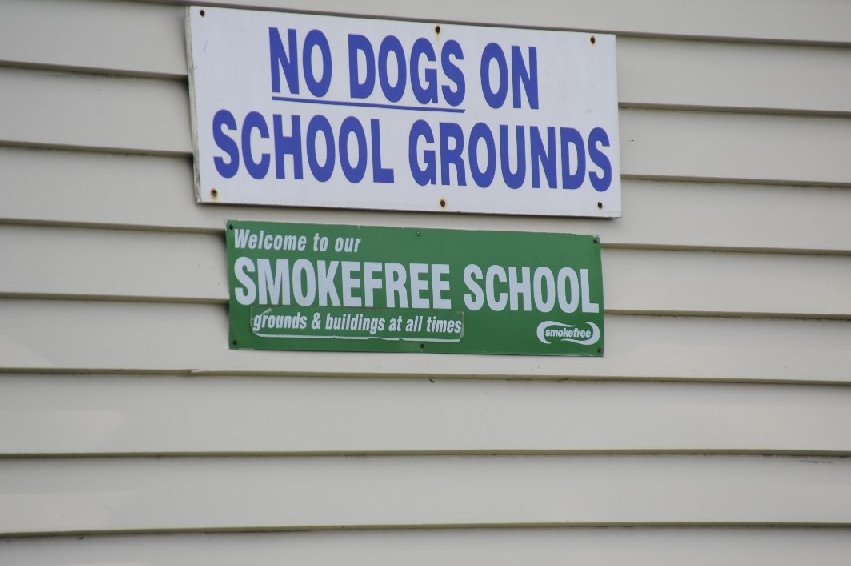 NO DOGS ON
SCHOOL GROUNDS
Welcome to our
SMOKEFREE SCHOOL
grounds & buildings at all times
smokefree